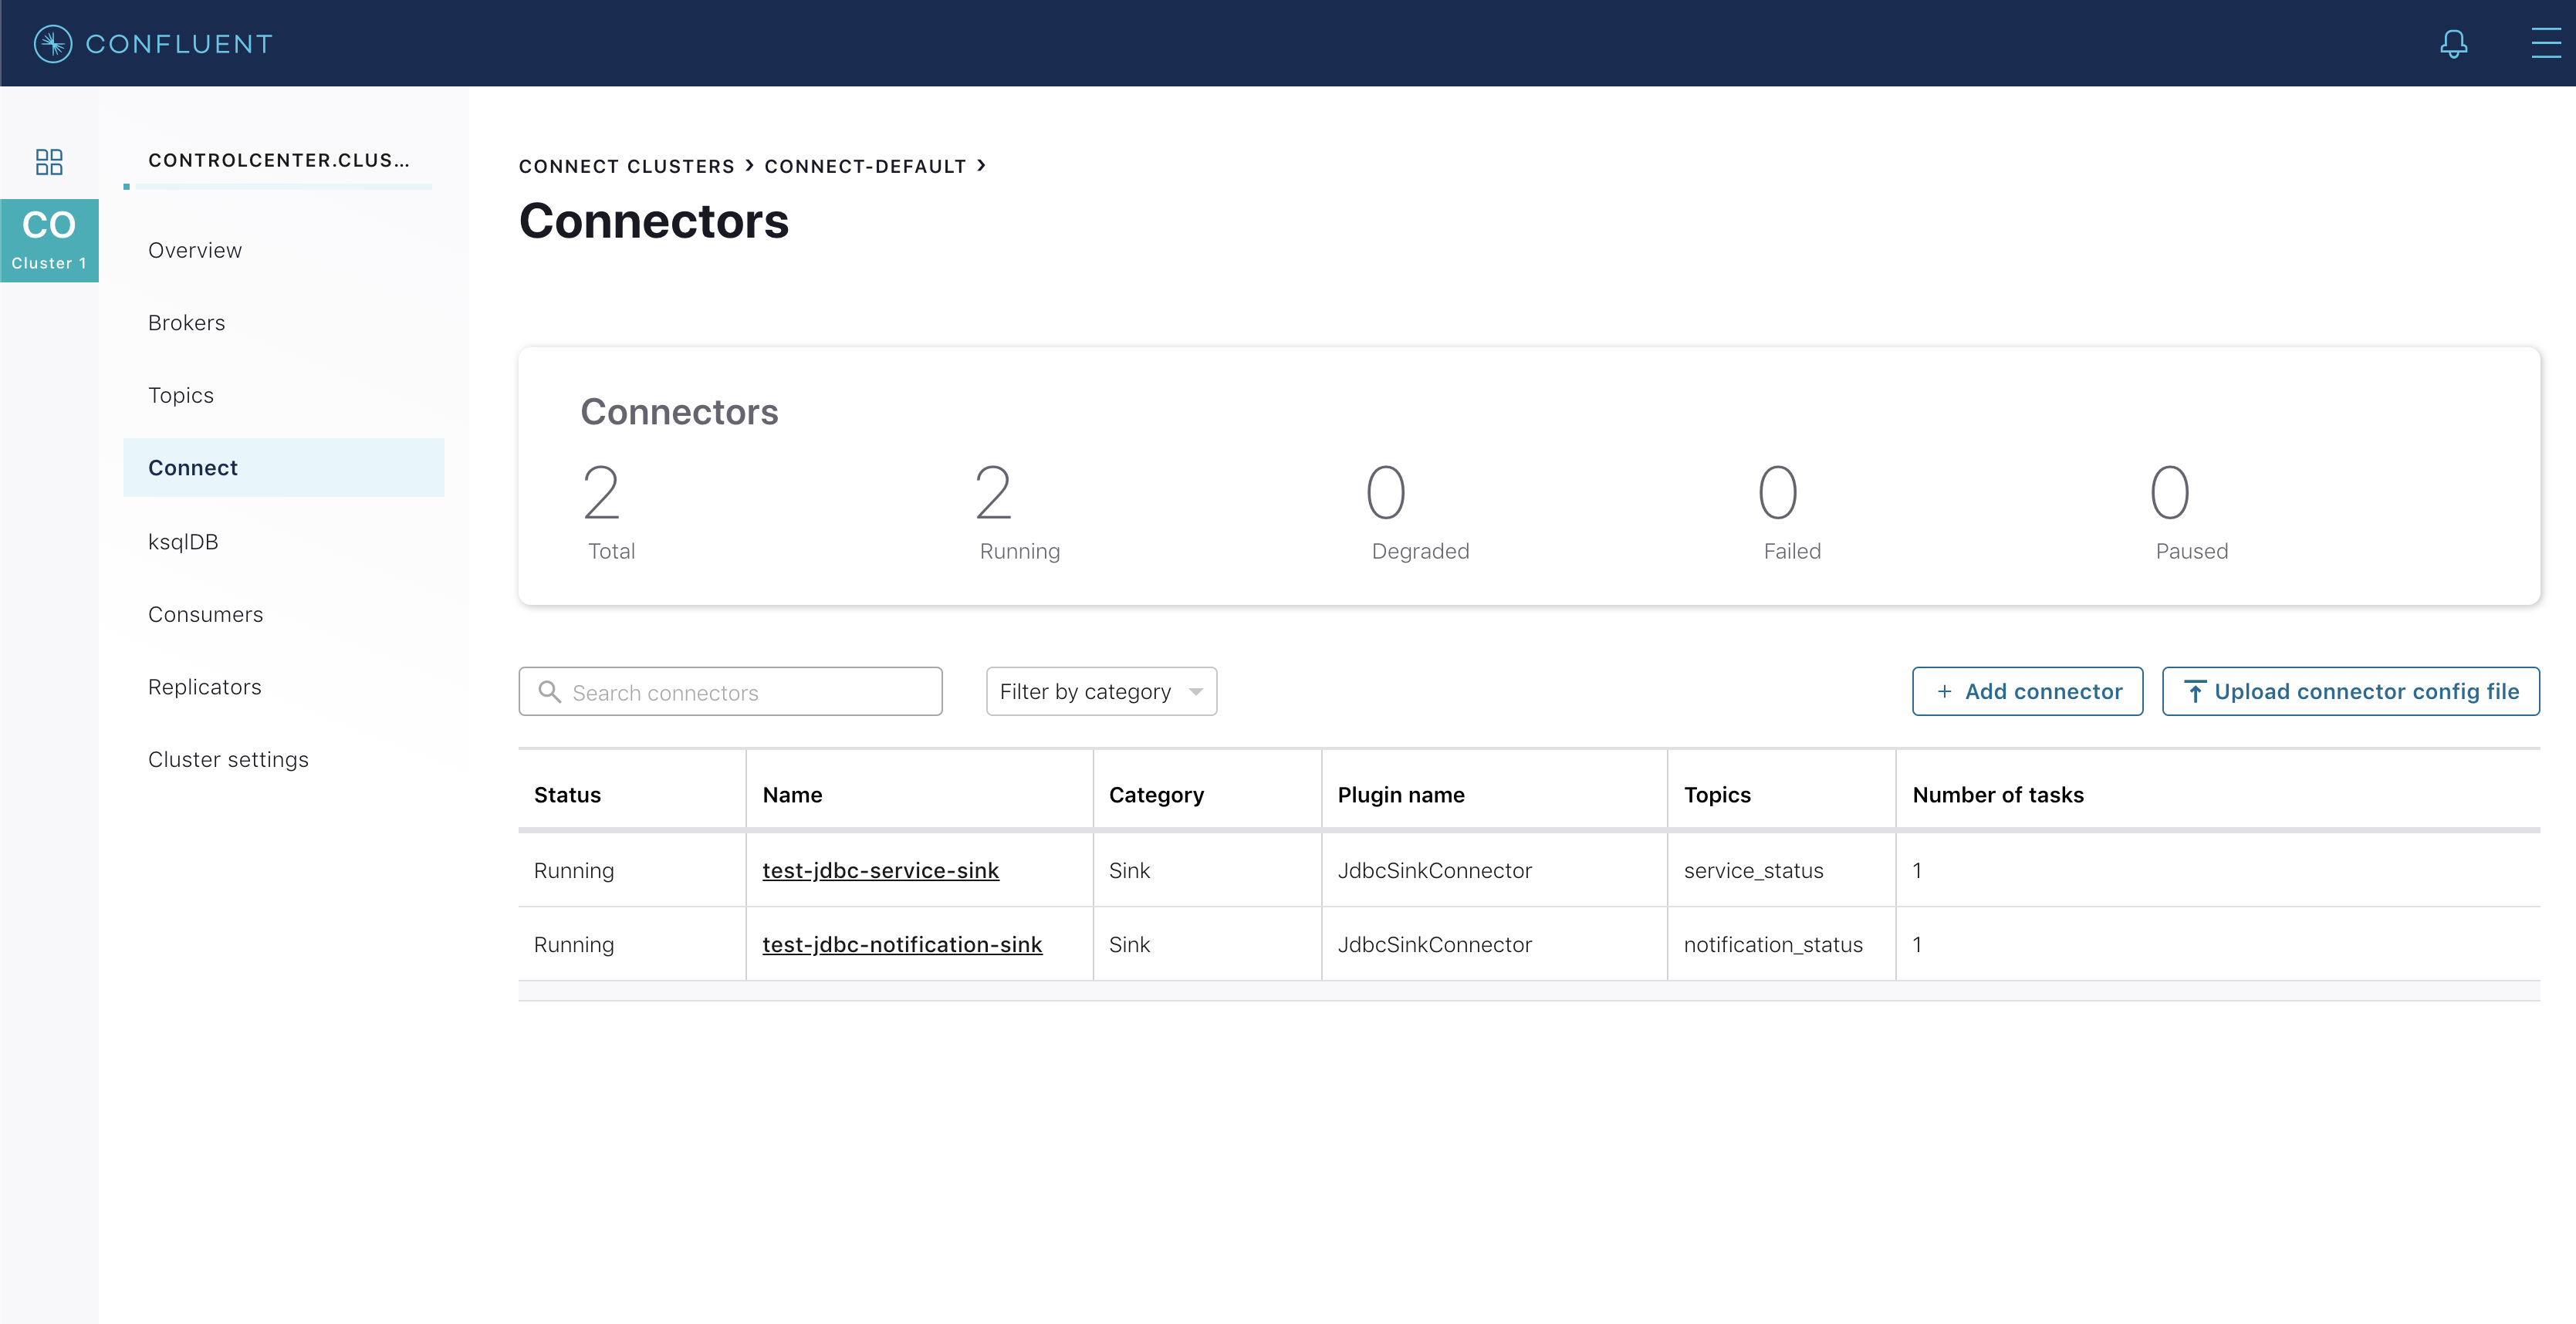 CONFLUENT
CO
Cluster 1
CONTROLCENTER.CLUS...
Overview
Brokers
Topics
Connect
ksqlDB
Consumers
Replicators
Cluster settings
CONNECT CLUSTERS > CONNECT-DEFAULT >
Connectors
Connectors
2 2 0 0 0
Total Running Degraded Failed Paused
Search connectors Filter by category + Add connector Upload connector config file
Status Name Category Plugin name Topics Number of tasks
Running test-jdbc-service-sink Sink JdbcSinkConnector service_status 1
Running test-jdbc-notification-sink Sink JdbcSinkConnector notification_status 1